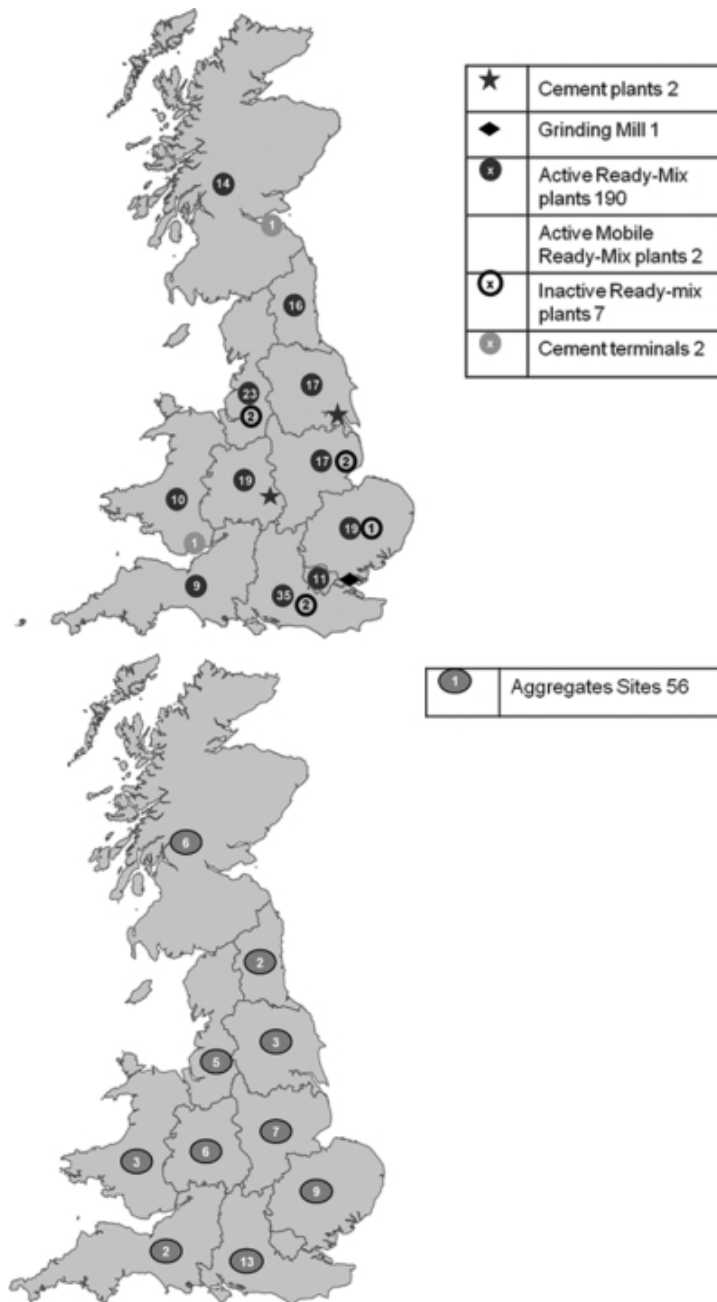 Cement plants 2
Grinding Mill 1
x Active Ready-Mix
plants 190
Active Mobile
Ready-Mix plants 2
x Inactive Ready-mix
plants 7
x Cement terminals 2
14
1
16
17
23
2
17 2
19
10
19 1
1
11
9
35
2
1 Aggregates Sites 56
6
2
3
5
7
6
3
9
2
13